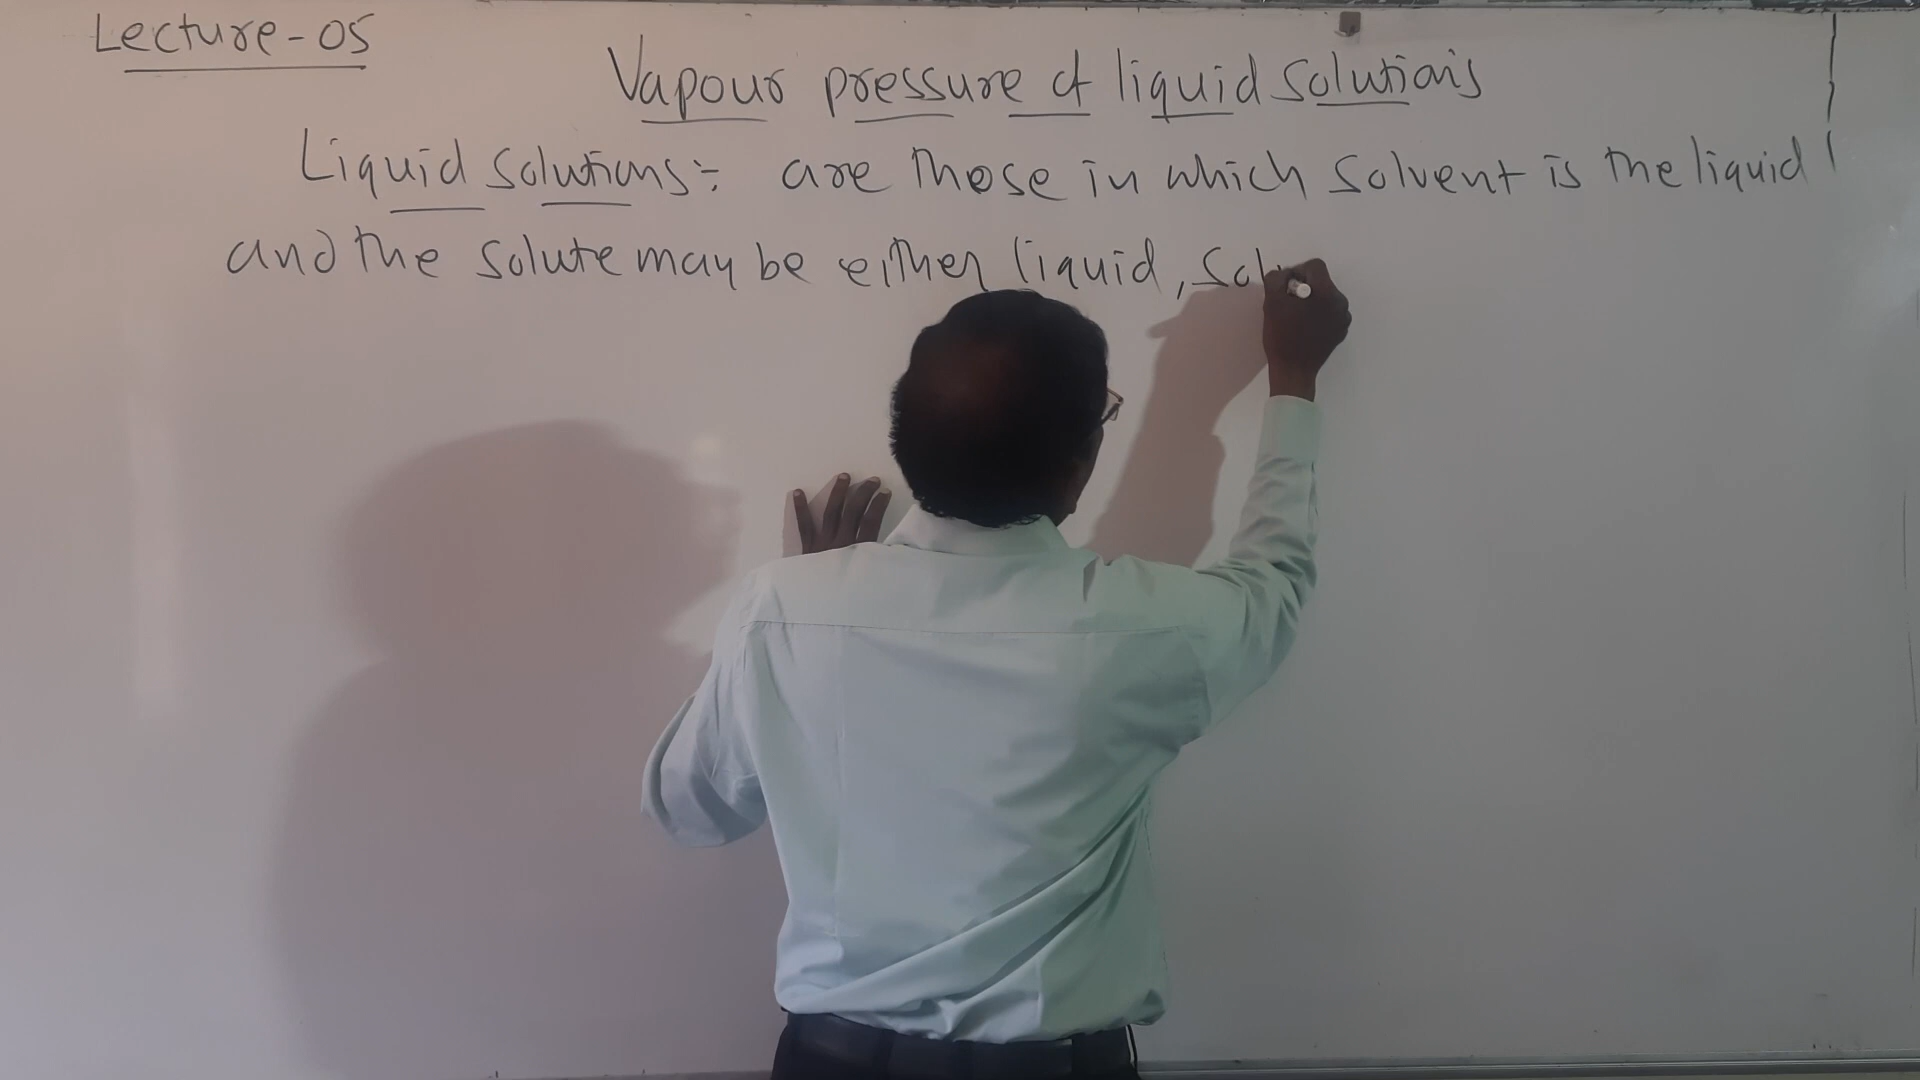 Lecture-05
Vapour pressure of liquid solutions
Liquid solutions :- are those in which solvent is the liquid
and the solute may be either liquid, sol